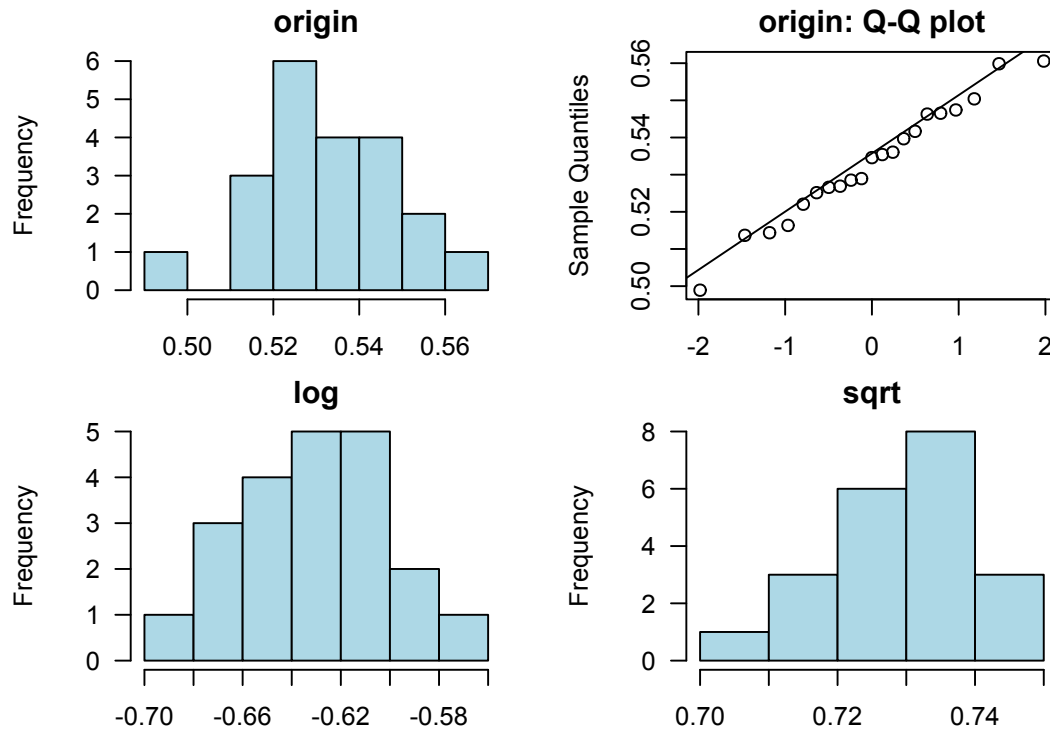 origin
Frequency
6
5
4
3
2
1
0
0.50 0.52 0.54 0.56
origin: Q-Q plot
Sample Quantiles
0.56
0.54
0.52
0.50
-2 -1 0 1 2
log
Frequency
5
4
3
2
1
0
-0.70 -0.66 -0.62 -0.58
sqrt
Frequency
8
6
4
2
0
0.70 0.72 0.74